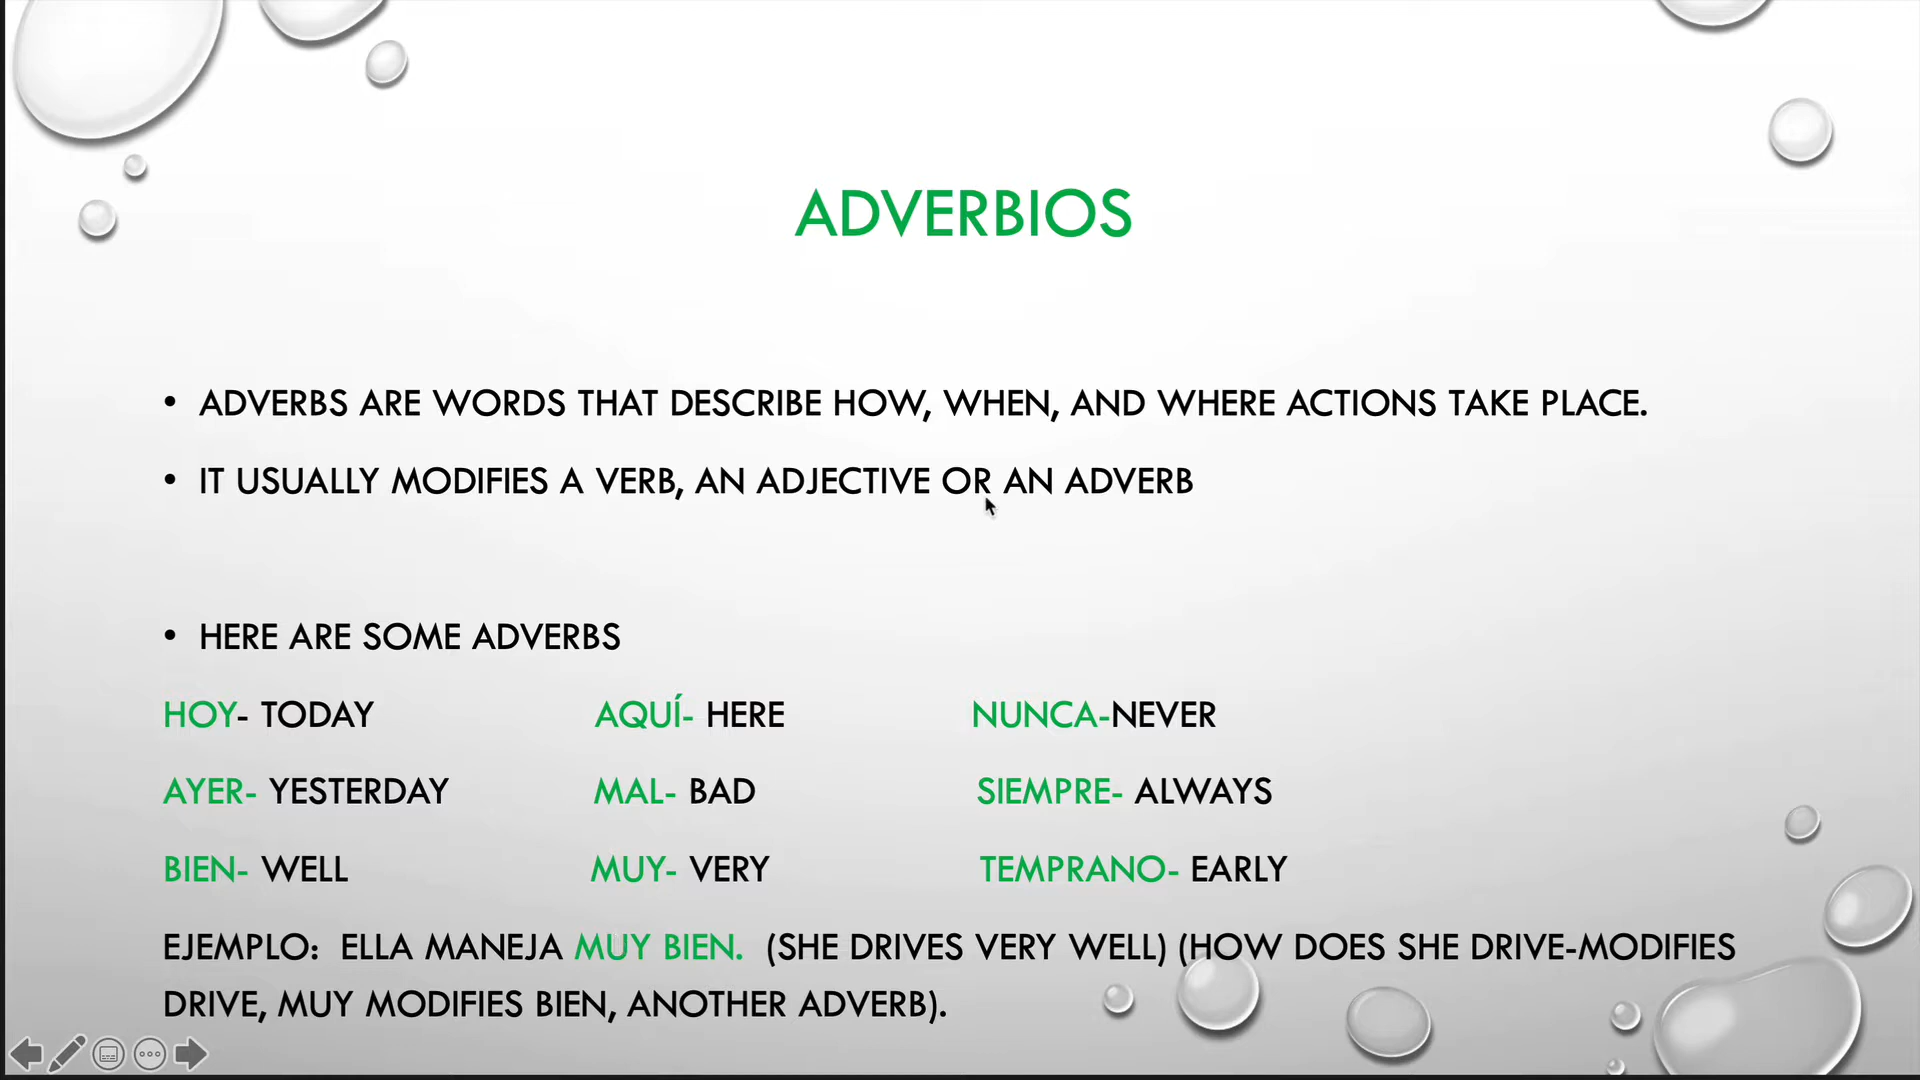 ADVERBIOS
• ADVERBS ARE WORDS THAT DESCRIBE HOW, WHEN, AND WHERE ACTIONS TAKE PLACE.
• IT USUALLY MODIFIES A VERB, AN ADJECTIVE OR AN ADVERB
• HERE ARE SOME ADVERBS
HOY- TODAY AQUÍ- HERE NUNCA-NEVER
AYER- YESTERDAY MAL- BAD SIEMPRE- ALWAYS
BIEN- WELL MUY- VERY TEMPRANO- EARLY
EJEMPLO: ELLA MANEJA MUY BIEN. (SHE DRIVES VERY WELL) (HOW DOES SHE DRIVE-MODIFIES
DRIVE, MUY MODIFIES BIEN, ANOTHER ADVERB).